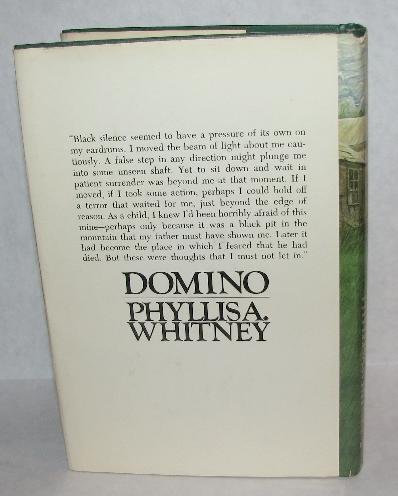 "Black silence seemed to have a pressure of its own on
my eardrums. I moved the beam of light about me cau-
tiously. A false step in any direction might plunge me
into some unseen shaft. Yet to sit down and wait in
patient surrender was beyond me at that moment. If I
moved, if I took some action, perhaps I could hold off
a terror that waited for me, just beyond the edge of
reason. As a child, I knew I'd been horribly afraid of this
mine—perhaps only because it was a black pit in the
mountain that my father must have shown me. Later it
had become the place in which I feared that he had
died. But these were thoughts that I must not let in."
DOMINO
PHYLLIS A.
WHITNEY